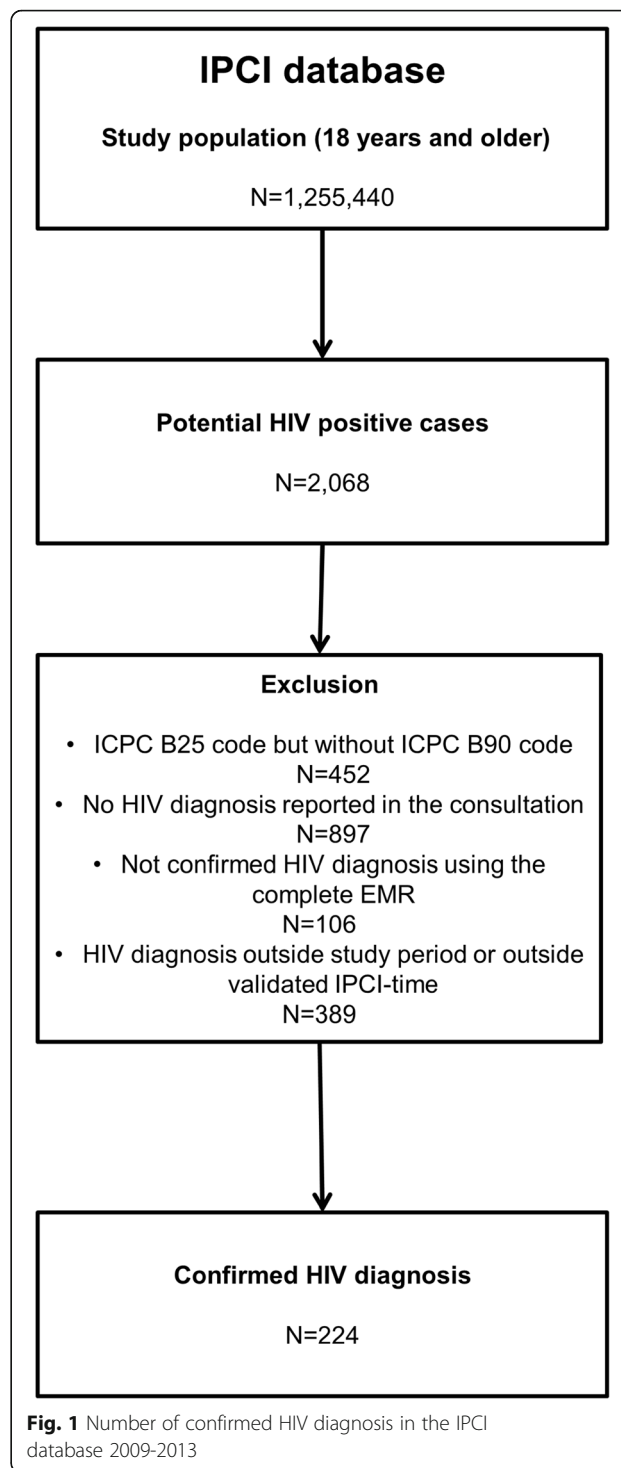 IPCI database
Study population (18 years and older)
N=1,255,440
Potential HIV positive cases
N=2,068
Exclusion
• ICPC B25 code but without ICPC B90 code
N=452
• No HIV diagnosis reported in the consultation
N=897
• Not confirmed HIV diagnosis using the
complete EMR
N=106
• HIV diagnosis outside study period or outside
validated IPCI-time
N=389
Confirmed HIV diagnosis
N=224
Fig. 1 Number of confirmed HIV diagnosis in the IPCI
database 2009-2013